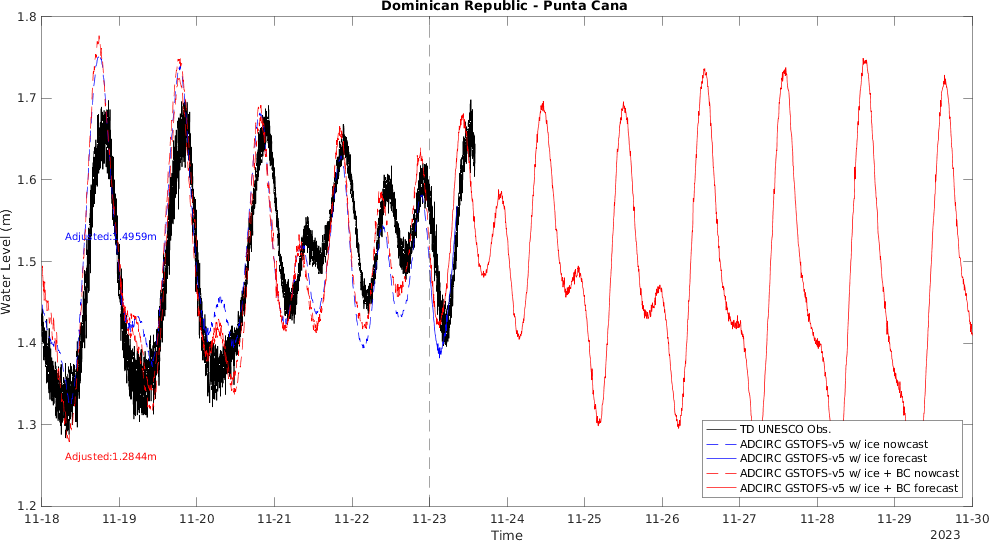 Dominican Republic - Punta Cana
1.8
1.7
1.6
1.5
1.4
1.3
1.2
Water Level (m)
Adjusted:1.4959m
Adjusted:1.2844m
TD UNESCO Obs.
ADCIRC GSTOFS-v5 w/ ice nowcast
ADCIRC GSTOFS-v5 w/ ice forecast
ADCIRC GSTOFS-v5 w/ ice + BC nowcast
ADCIRC GSTOFS-v5 w/ ice + BC forecast
11-18 11-19 11-20 11-21 11-22 11-23 11-24 11-25 11-26 11-27 11-28 11-29 11-30
Time
2023